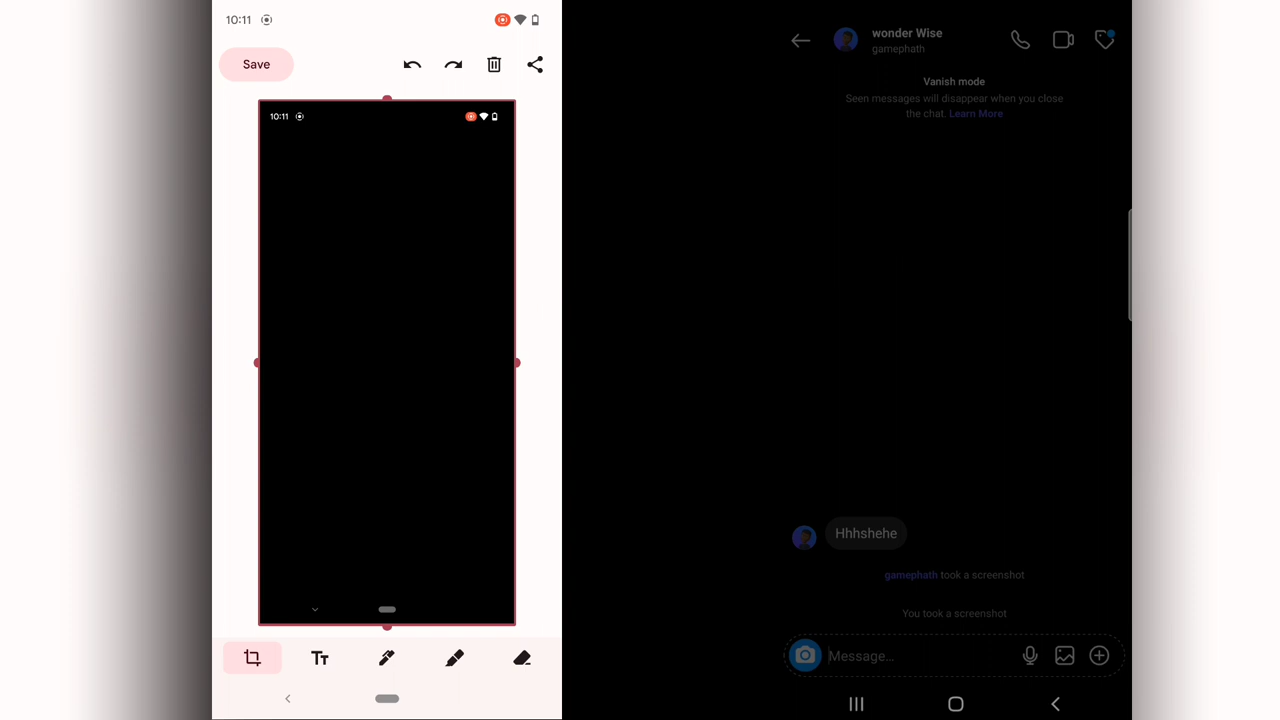 10:11
Save
10:11
Tт
wonder Wise
gamephath
Vanish mode
Seen messages will disappear when you close
the chat. Learn More
Hhhshehe
gamephath took a screenshot
You took a screenshot
Message...